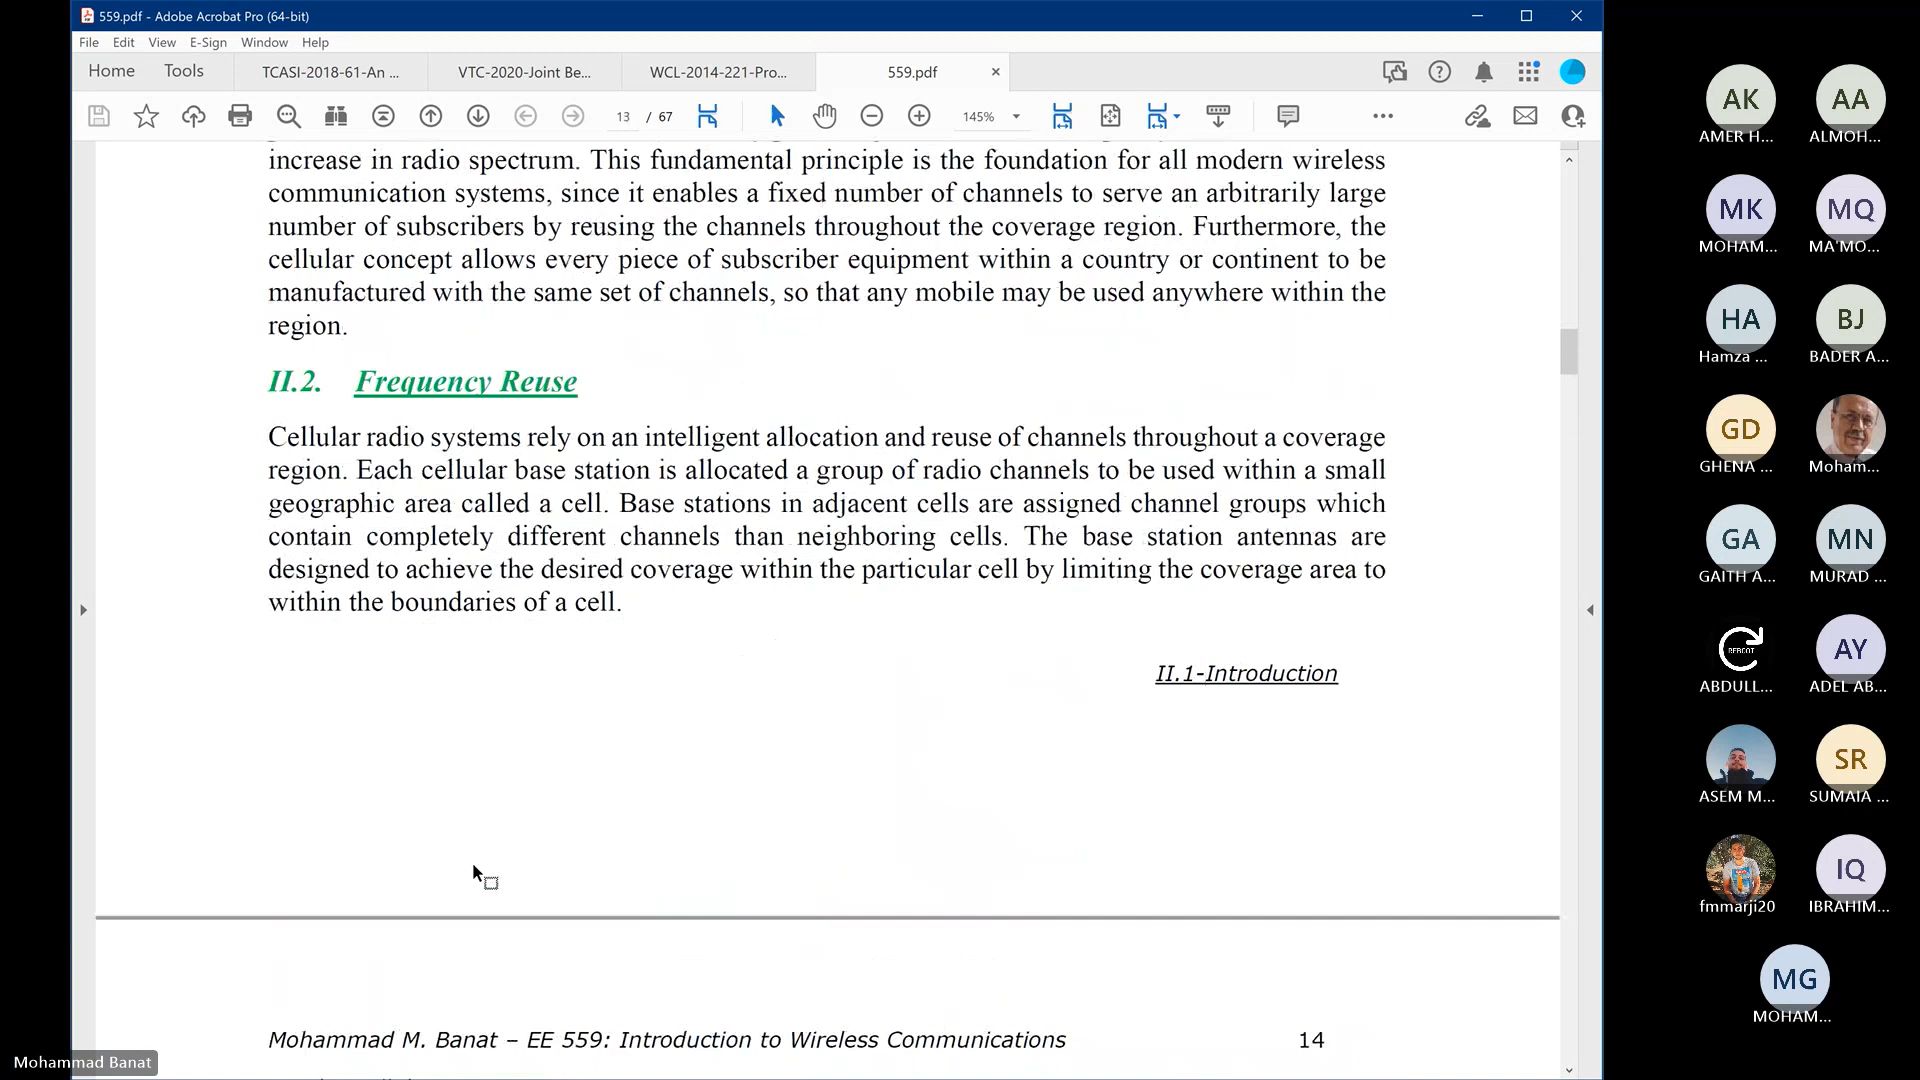 559.pdf - Adobe Acrobat Pro (64-bit)
File Edit View E-Sign Window Help
Home Tools TCASI-2018-61-An ... VTC-2020-Joint Be... WCL-2014-221-Pro... 559.pdf
13 / 67 145%
increase in radio spectrum. This fundamental principle is the foundation for all modern wireless
communication systems, since it enables a fixed number of channels to serve an arbitrarily large
number of subscribers by reusing the channels throughout the coverage region. Furthermore, the
cellular concept allows every piece of subscriber equipment within a country or continent to be
manufactured with the same set of channels, so that any mobile may be used anywhere within the
region.
II.2. Frequency Reuse
Cellular radio systems rely on an intelligent allocation and reuse of channels throughout a coverage
region. Each cellular base station is allocated a group of radio channels to be used within a small
geographic area called a cell. Base stations in adjacent cells are assigned channel groups which
contain completely different channels than neighboring cells. The base station antennas are
designed to achieve the desired coverage within the particular cell by limiting the coverage area to
within the boundaries of a cell.
II.1-Introduction
Mohammad M. Banat – EE 559: Introduction to Wireless Communications 14
Mohammad Banat
AK AA
AMER H... ALMOH...
MK MQ
MOHAM... MA'MO...
HA BJ
Hamza ... BADER A...
GD
GHENA ... Moham...
GA MN
GAITH A... MURAD ...
REBOOT AY
ABDULL... ADEL AB...
SR
ASEM M... SUMAIA ...
IQ
fmmarji20 IBRAHIM...
MG
MOHAM...